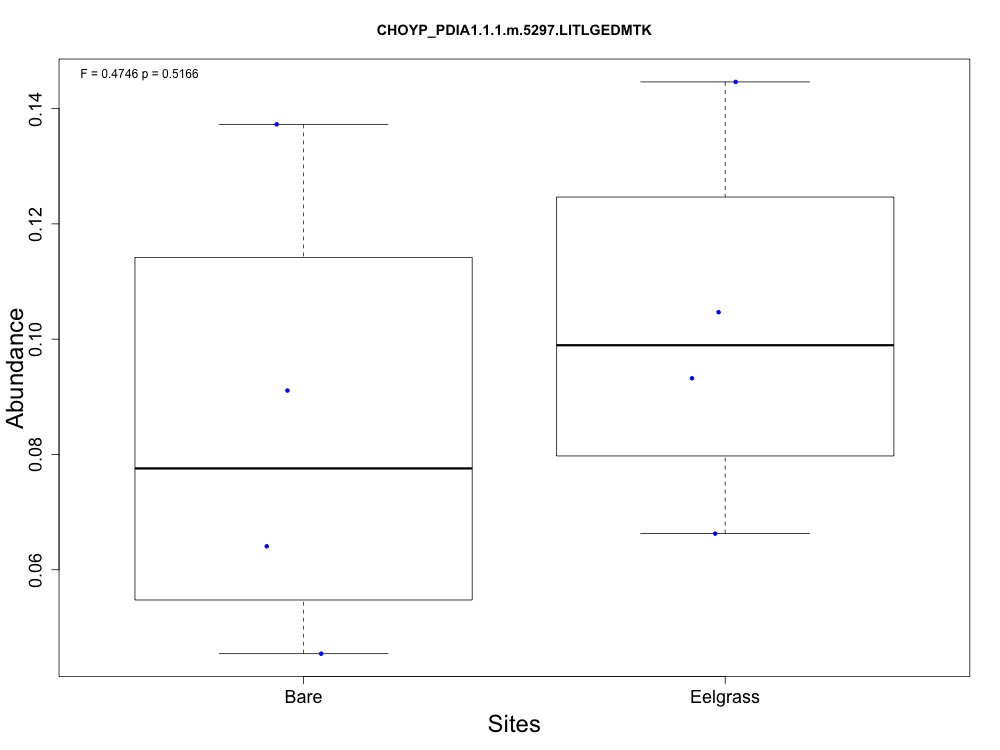 CHOYP_PDIA1.1.1.m.5297.LITLGEDMTK
F = 0.4746 p = 0.5166
0.14
0.12
0.10
0.08
0.06
Abundance
Bare
Eelgrass
Sites